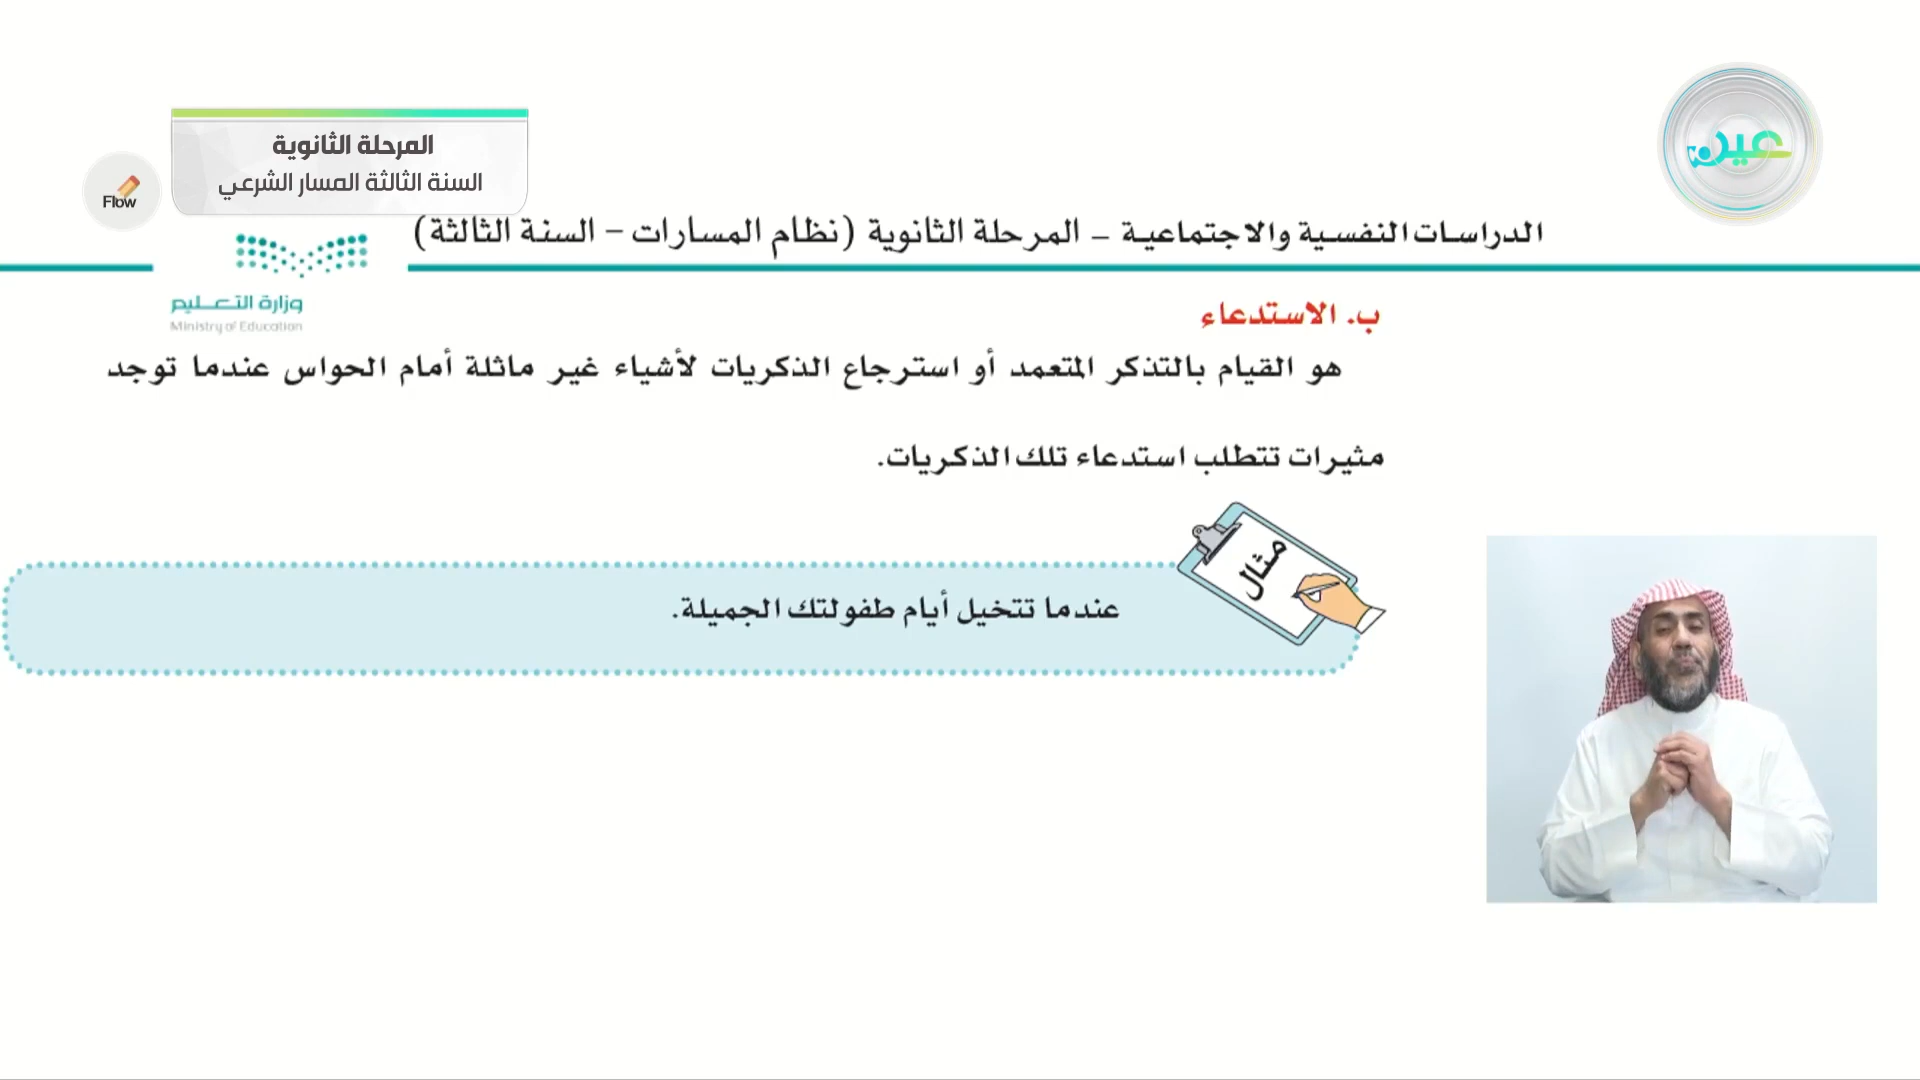 عين
المرحلة الثانوية
السنة الثالثة المسار الشرعي
Flow
الدراسات النفسية والاجتماعية – المرحلة الثانوية (نظام المسارات – السنة الثالثة)
وزارة التعليم
Ministry of Education
ب. الاستدعاء
هو القيام بالتذكر المتعمد أو استرجاع الذكريات لأشياء غير ماثلة أمام الحواس عندما توجد
مثيرات تتطلب استدعاء تلك الذكريات.
مثال
عندما تتخيل أيام طفولتك الجميلة.